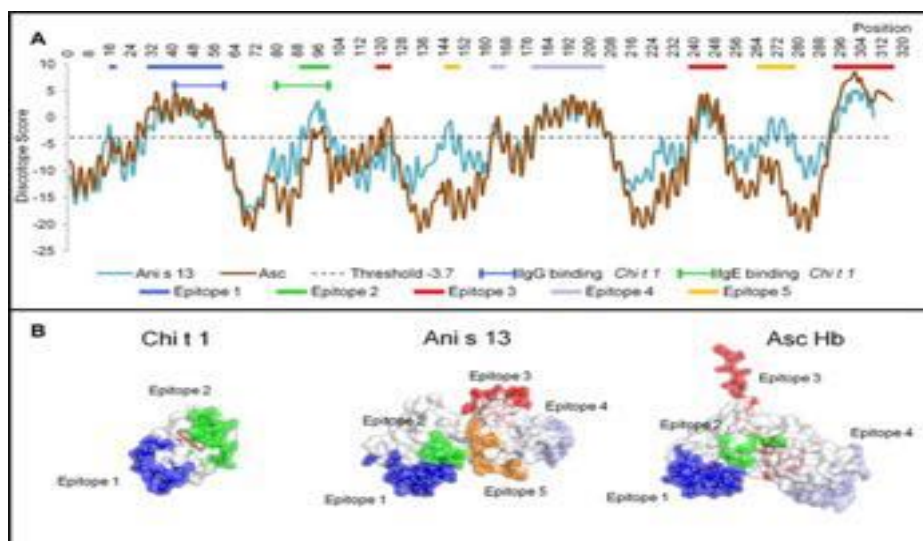 Position
A
0 8 16 24 32 40 48 56 64 72 80 88 96 104 112 120 128 136 144 152 160 168 176 184 192 200 208 216 224 232 240 248 256 264 272 280 288 296 304 312 320
10
5
0
-5
-10
-15
-20
-25
Discotope Score
Ani s 13 Asc Threshold -3.7 IgG binding Chi t 1 IgE binding Chi t 1
Epitope 1 Epitope 2 Epitope 3 Epitope 4 Epitope 5
B
Chi t 1 Ani s 13 Asc Hb
Epitope 2
Epitope 1
Epitope 3
Epitope 2
Epitope 4
Epitope 1
Epitope 5
Epitope 3
Epitope 2
Epitope 4
Epitope 1